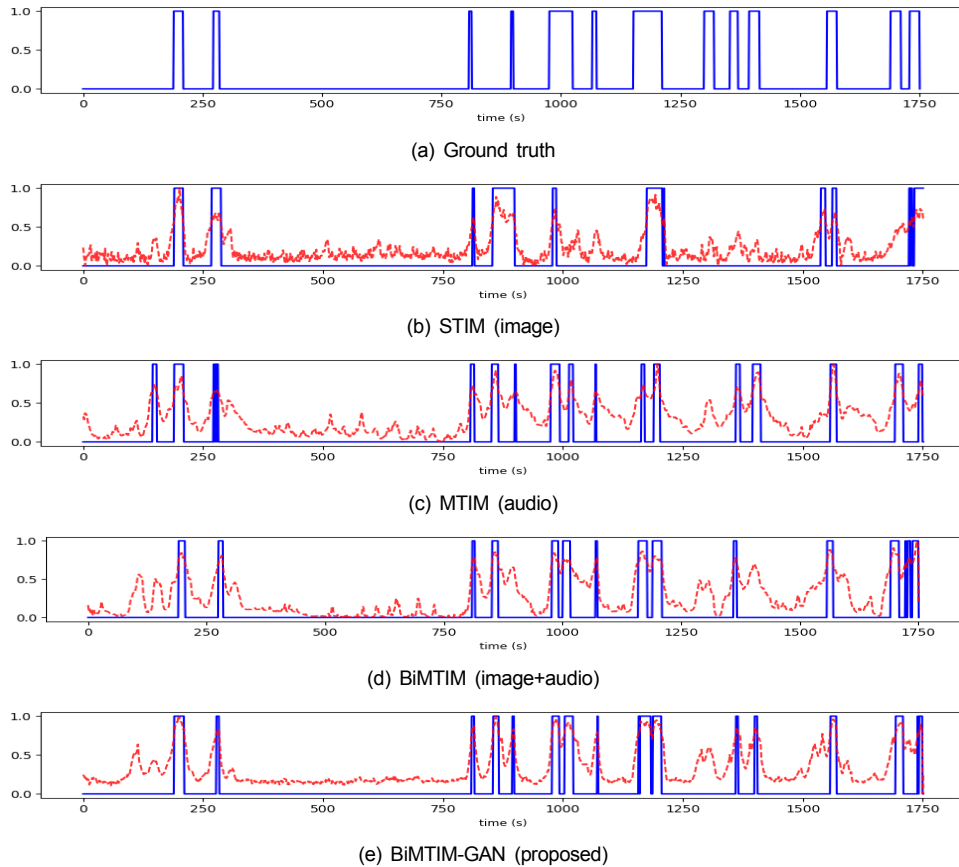 1.0
0.5
0.0
0 250 500 750 1000 1250 1500 1750
time (s)
(a) Ground truth
1.0
0.5
0.0
0 250 500 750 1000 1250 1500 1750
time (s)
(b) STIM (image)
1.0
0.5
0.0
0 250 500 750 1000 1250 1500 1750
time (s)
(c) MTIM (audio)
1.0
0.5
0.0
0 250 500 750 1000 1250 1500 1750
time (s)
(d) BiMTIM (image+audio)
1.0
0.5
0.0
0 250 500 750 1000 1250 1500 1750
time (s)
(e) BiMTIM-GAN (proposed)